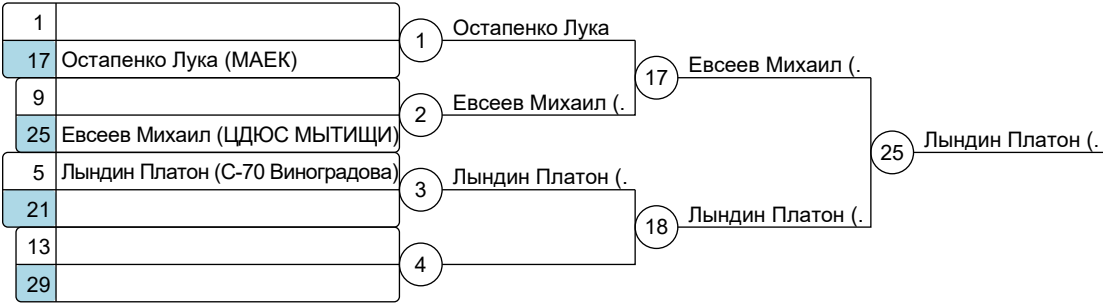 1
17 Остапенко Лука (МАЕК)
1
Остапенко Лука
9
25 Евсеев Михаил (ЦДЮС МЫТИЩИ)
2
Евсеев Михаил (.
17
Евсеев Михаил (.
5 Лындин Платон (С-70 Виноградова)
21
3
Лындин Платон (.
13
29
4
18
Лындин Платон (.
25
Лындин Платон (.